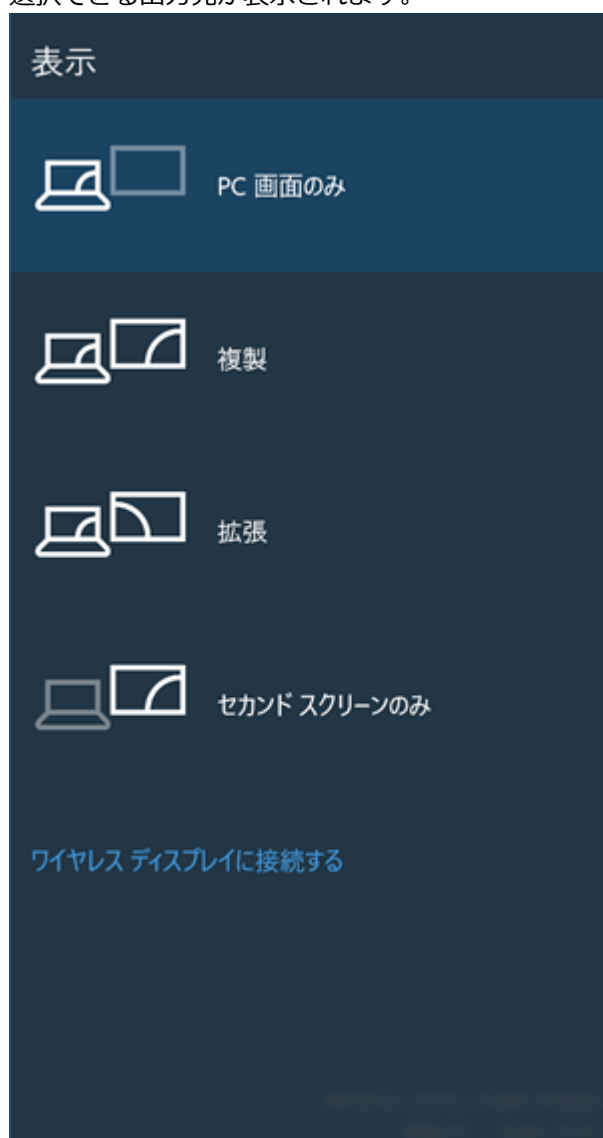 選択できる出力先が表示されます。
表示
PC 画面のみ
複製
拡張
セカンド スクリーンのみ
ワイヤレス ディスプレイに接続する